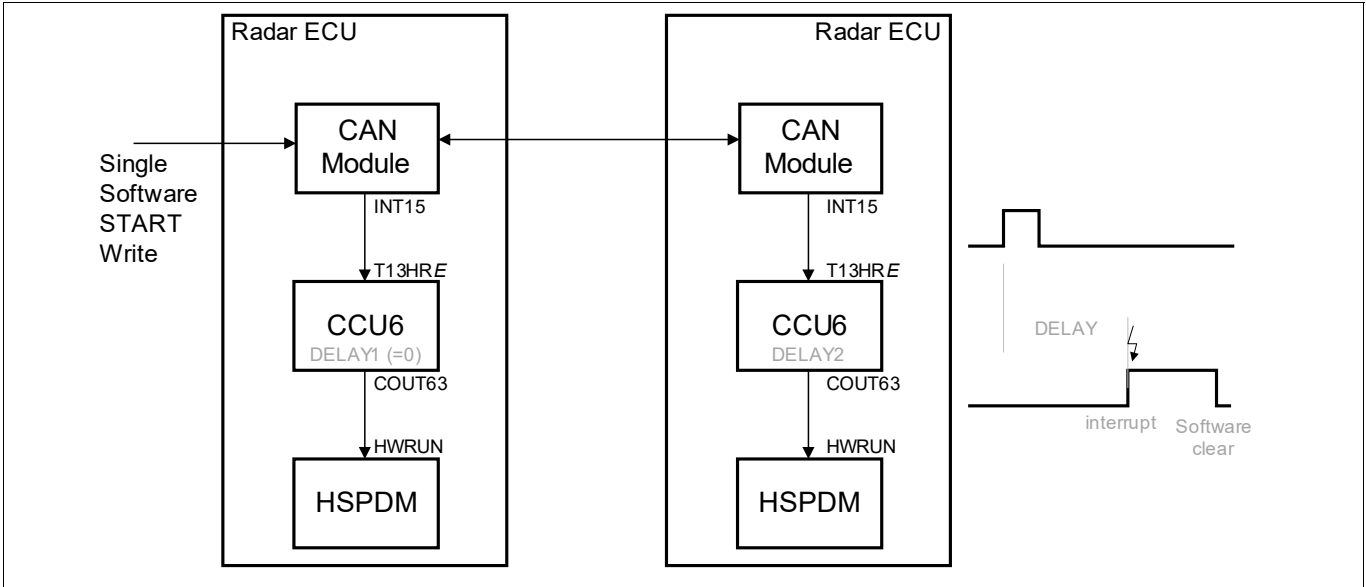 Radar ECU
Radar ECU
CAN
Module
CAN
Module
Single
Software
START
Write
INT15
INT15
T13HRE
T13HRE
CCU6
DELAY1 (=0)
CCU6
DELAY2
DELAY
COUT63
COUT63
interrupt
Software
clear
HWRUN
HWRUN
HSPDM
HSPDM